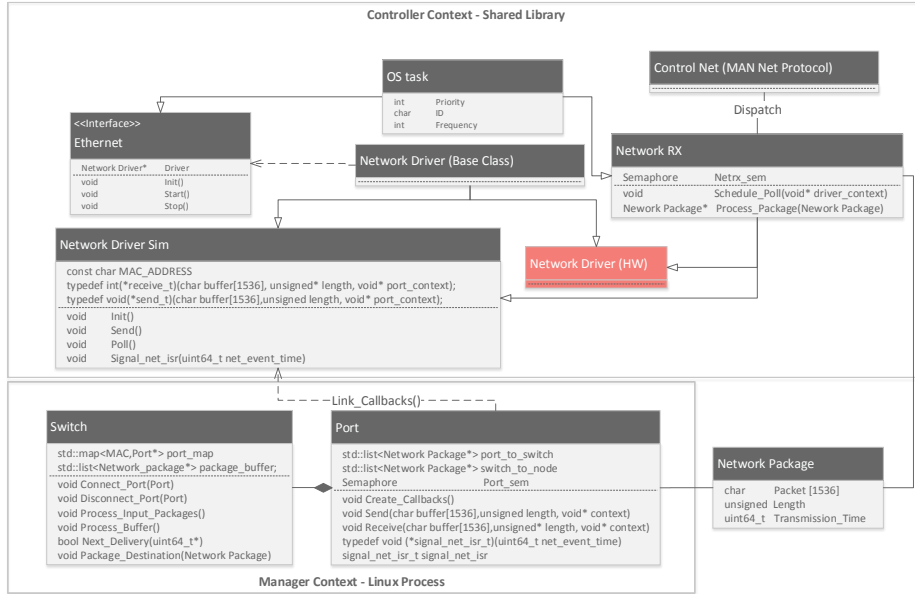 Controller Context - Shared Library
OS task
int Priority
char ID
int Frequency
Control Net (MAN Net Protocol)
Dispatch
<<Interface>>
Ethernet
Network Driver* Driver
void Init()
void Start()
void Stop()
Network Driver (Base Class)
Network RX
Semaphore Netrx_sem
void Schedule_Poll(void* driver_context)
Nework Package* Process_Package(Nework Package)
Network Driver Sim
const char MAC_ADDRESS
typedef int(*receive_t)(char buffer[1536], unsigned* length, void* port_context);
typedef void(*send_t)(char buffer[1536],unsigned length, void* port_context);
void Init()
void Send()
void Poll()
void Signal_net_isr(uint64_t net_event_time)
Network Driver (HW)
Link_Callbacks()
Switch
std::map<MAC,Port*> port_map
std::list<Network_package*> package_buffer;
void Connect_Port(Port)
void Disconnect_Port(Port)
void Process_Input_Packages()
void Process_Buffer()
bool Next_Delivery(uint64_t*)
void Package_Destination(Network Package)
Port
std::list<Network Package*> port_to_switch
std::list<Network Package*> switch_to_node
Semaphore Port_sem
void Create_Callbacks()
void Send(char buffer[1536],unsigned length, void* context)
void Receive(char buffer[1536],unsigned* length, void* context)
typedef void (*signal_net_isr_t)(uint64_t net_event_time)
signal_net_isr_t signal_net_isr
Network Package
char Packet [1536]
unsigned Length
uint64_t Transmission_Time
Manager Context - Linux Process